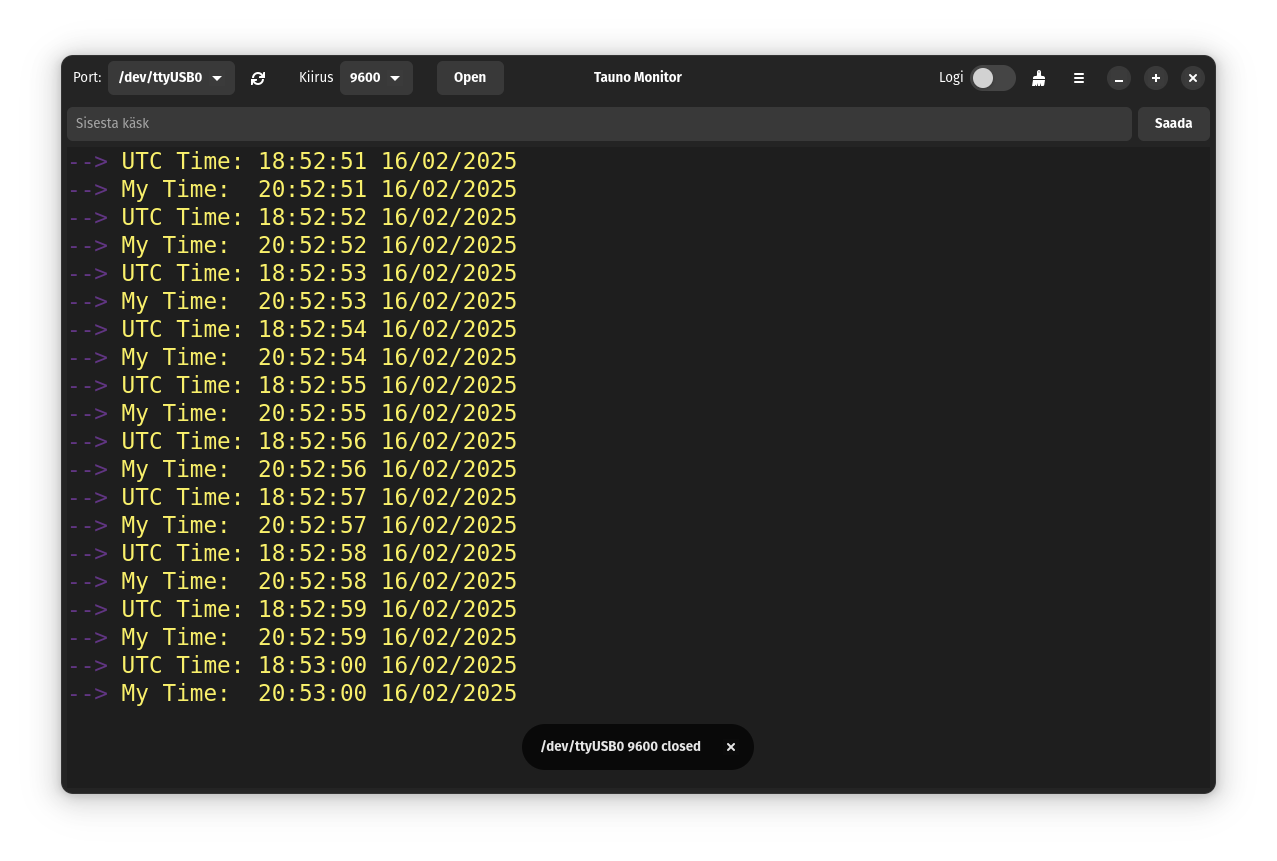 Port: /dev/ttyUSB0 Kiirus 9600 Open Tauno Monitor Logi
Sisesta käsk Saada
--> UTC Time: 18:52:51 16/02/2025
--> My Time:  20:52:51 16/02/2025
--> UTC Time: 18:52:52 16/02/2025
--> My Time:  20:52:52 16/02/2025
--> UTC Time: 18:52:53 16/02/2025
--> My Time:  20:52:53 16/02/2025
--> UTC Time: 18:52:54 16/02/2025
--> My Time:  20:52:54 16/02/2025
--> UTC Time: 18:52:55 16/02/2025
--> My Time:  20:52:55 16/02/2025
--> UTC Time: 18:52:56 16/02/2025
--> My Time:  20:52:56 16/02/2025
--> UTC Time: 18:52:57 16/02/2025
--> My Time:  20:52:57 16/02/2025
--> UTC Time: 18:52:58 16/02/2025
--> My Time:  20:52:58 16/02/2025
--> UTC Time: 18:52:59 16/02/2025
--> My Time:  20:52:59 16/02/2025
--> UTC Time: 18:53:00 16/02/2025
--> My Time:  20:53:00 16/02/2025
/dev/ttyUSB0 9600 closed